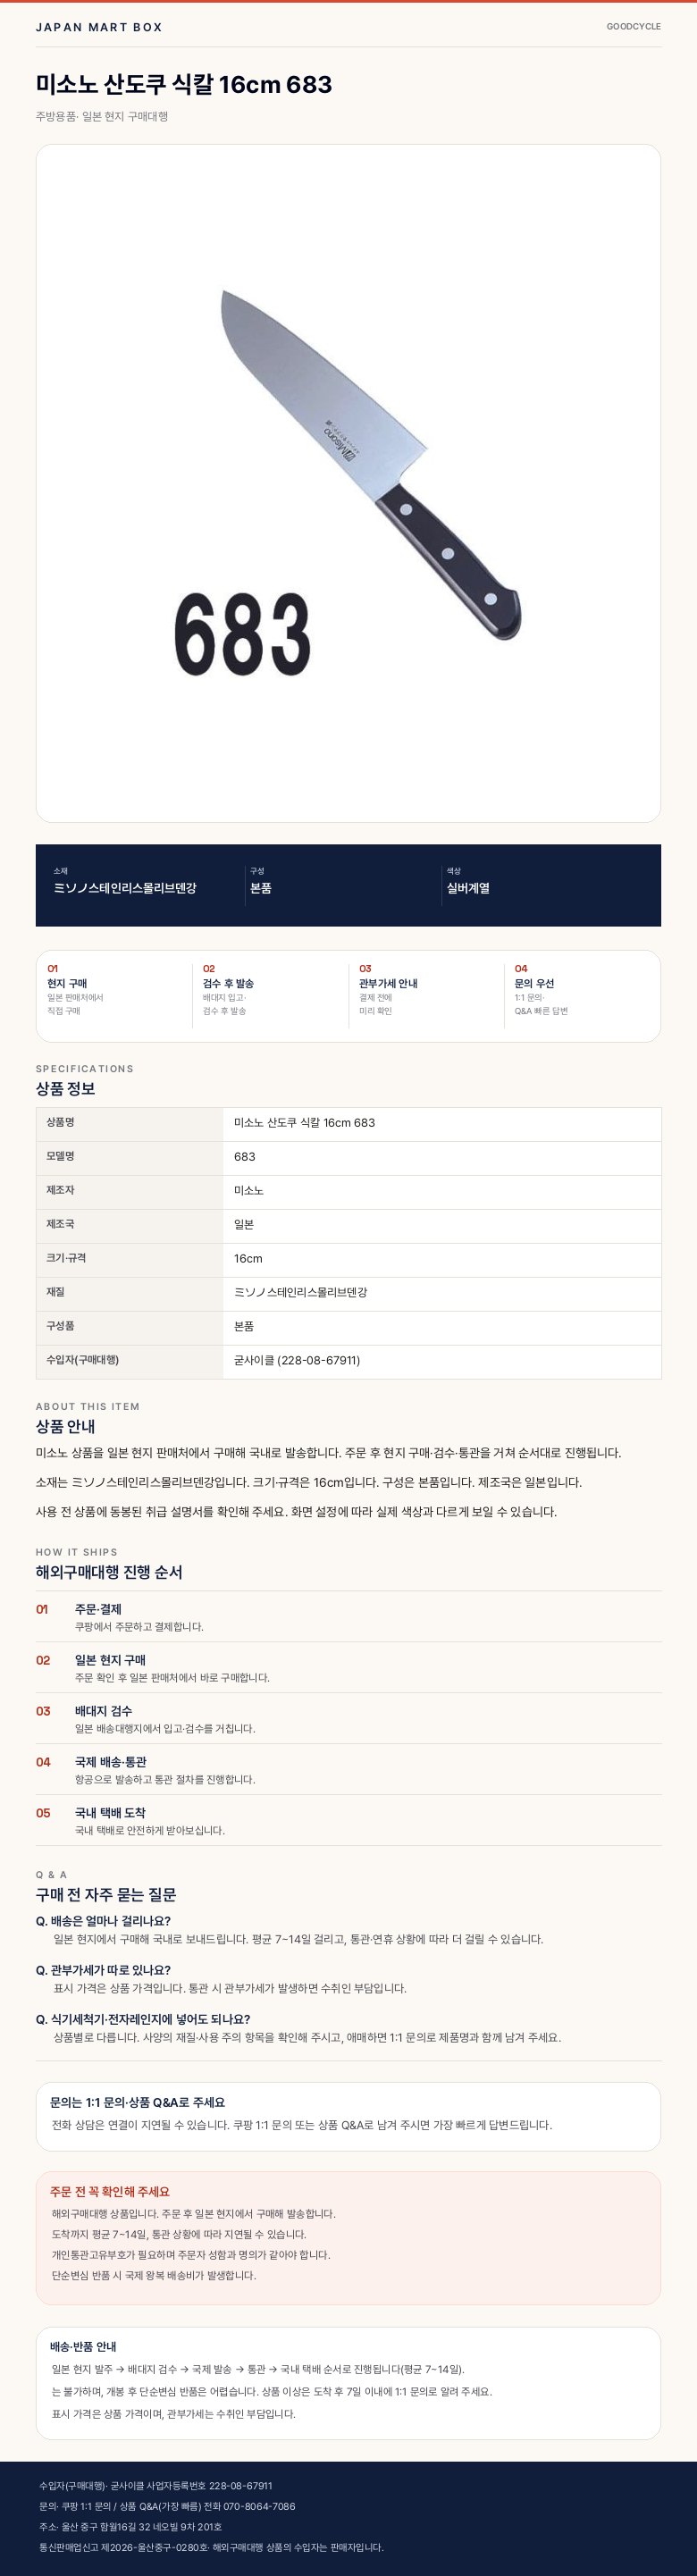 JAPAN MART BOX
GOODCYCLE
미소노 산도쿠 식칼 16cm 683
주방용품· 일본 현지 구매대행
Misono
683
소재
ミソノ스테인리스몰리브덴강
구성
본품
색상
실버계열
01
현지 구매
일본 판매처에서
직접 구매
02
검수 후 발송
배대지 입고·
검수 후 발송
03
관부가세 안내
결제 전에
미리 확인
04
문의 우선
1:1 문의·
Q&A 빠른 답변
SPECIFICATIONS
상품 정보
상품명 미소노 산도쿠 식칼 16cm 683
모델명 683
제조자 미소노
제조국 일본
크기·규격 16cm
재질 ミソノ스테인리스몰리브덴강
구성품 본품
수입자(구매대행) 굳사이클 (228-08-67911)
ABOUT THIS ITEM
상품 안내
미소노 상품을 일본 현지 판매처에서 구매해 국내로 발송합니다. 주문 후 현지 구매·검수·통관을 거쳐 순서대로 진행됩니다.
소재는 ミソノ스테인리스몰리브덴강입니다. 크기·규격은 16cm입니다. 구성은 본품입니다. 제조국은 일본입니다.
사용 전 상품에 동봉된 취급 설명서를 확인해 주세요. 화면 설정에 따라 실제 색상과 다르게 보일 수 있습니다.
HOW IT SHIPS
해외구매대행 진행 순서
01 주문·결제
쿠팡에서 주문하고 결제합니다.
02 일본 현지 구매
주문 확인 후 일본 판매처에서 바로 구매합니다.
03 배대지 검수
일본 배송대행지에서 입고·검수를 거칩니다.
04 국제 배송·통관
항공으로 발송하고 통관 절차를 진행합니다.
05 국내 택배 도착
국내 택배로 안전하게 받아보십니다.
Q & A
구매 전 자주 묻는 질문
Q. 배송은 얼마나 걸리나요?
일본 현지에서 구매해 국내로 보내드립니다. 평균 7~14일 걸리고, 통관·연휴 상황에 따라 더 걸릴 수 있습니다.
Q. 관부가세가 따로 있나요?
표시 가격은 상품 가격입니다. 통관 시 관부가세가 발생하면 수취인 부담입니다.
Q. 식기세척기·전자레인지에 넣어도 되나요?
상품별로 다릅니다. 사양의 재질·사용 주의 항목을 확인해 주시고, 애매하면 1:1 문의로 제품명과 함께 남겨 주세요.
문의는 1:1 문의·상품 Q&A로 주세요
전화 상담은 연결이 지연될 수 있습니다. 쿠팡 1:1 문의 또는 상품 Q&A로 남겨 주시면 가장 빠르게 답변드립니다.
주문 전 꼭 확인해 주세요
해외구매대행 상품입니다. 주문 후 일본 현지에서 구매해 발송합니다.
도착까지 평균 7~14일, 통관 상황에 따라 지연될 수 있습니다.
개인통관고유부호가 필요하며 주문자 성함과 명의가 같아야 합니다.
단순변심 반품 시 국제 왕복 배송비가 발생합니다.
배송·반품 안내
일본 현지 발주 → 배대지 검수 → 국제 발송 → 통관 → 국내 택배 순서로 진행됩니다(평균 7~14일).
는 불가하며, 개봉 후 단순변심 반품은 어렵습니다. 상품 이상은 도착 후 7일 이내에 1:1 문의로 알려 주세요.
표시 가격은 상품 가격이며, 관부가세는 수취인 부담입니다.
수입자(구매대행)· 굳사이클 사업자등록번호 228-08-67911
문의· 쿠팡 1:1 문의 / 상품 Q&A(가장 빠름) 전화 070-8064-7086
주소· 울산 중구 함월16길 32 네오빌 9차 201호
통신판매업신고 제2026-울산중구-0280호· 해외구매대행 상품의 수입자는 판매자입니다.